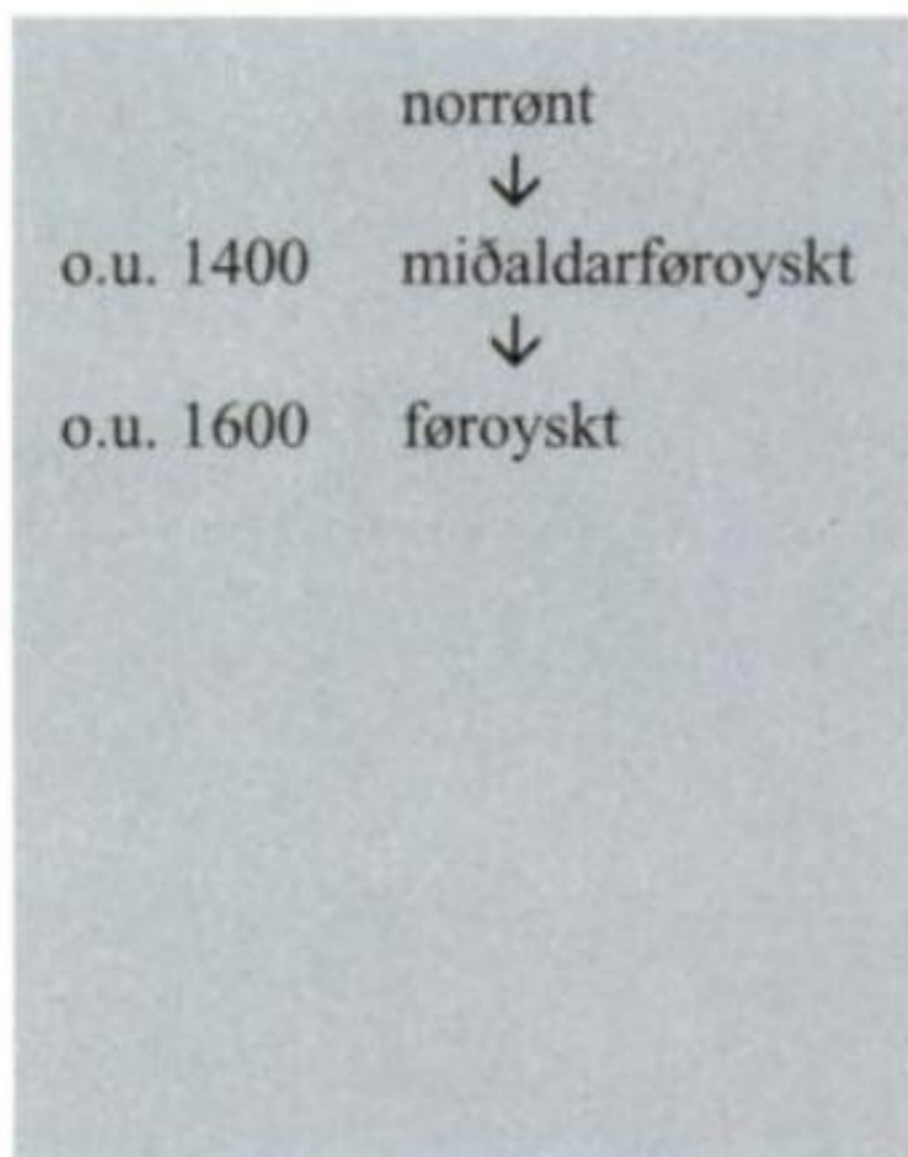 norrønt
↓
o.u. 1400 miðaldarføroyskt
↓
o.u. 1600 føroyskt